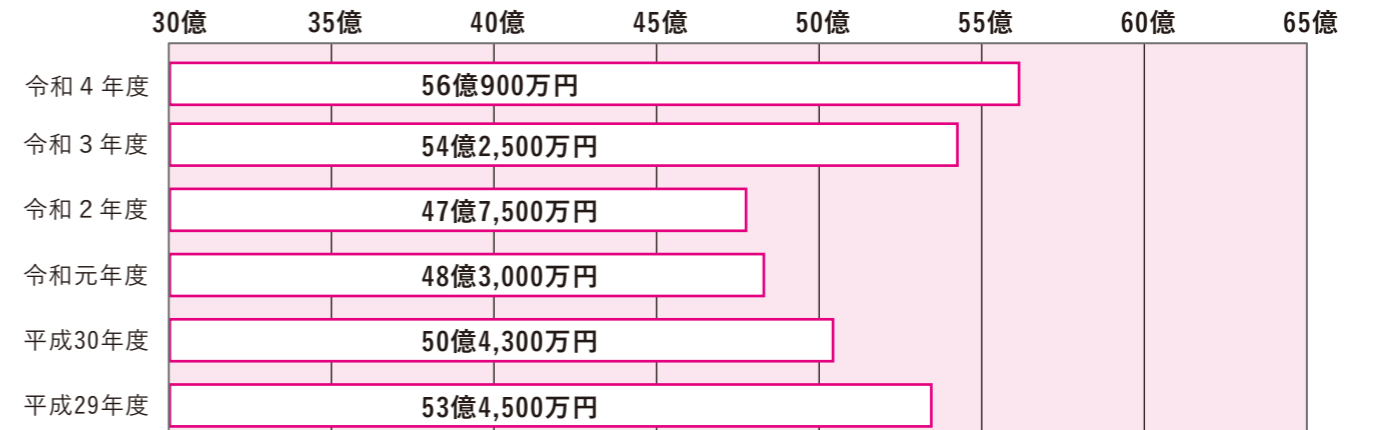 30億 35億 40億 45億 50億 55億 60億 65億
令和4年度 56億900万円
令和3年度 54億2,500万円
令和2年度 47億7,500万円
令和元年度 48億3,000万円
平成30年度 50億4,300万円
平成29年度 53億4,500万円